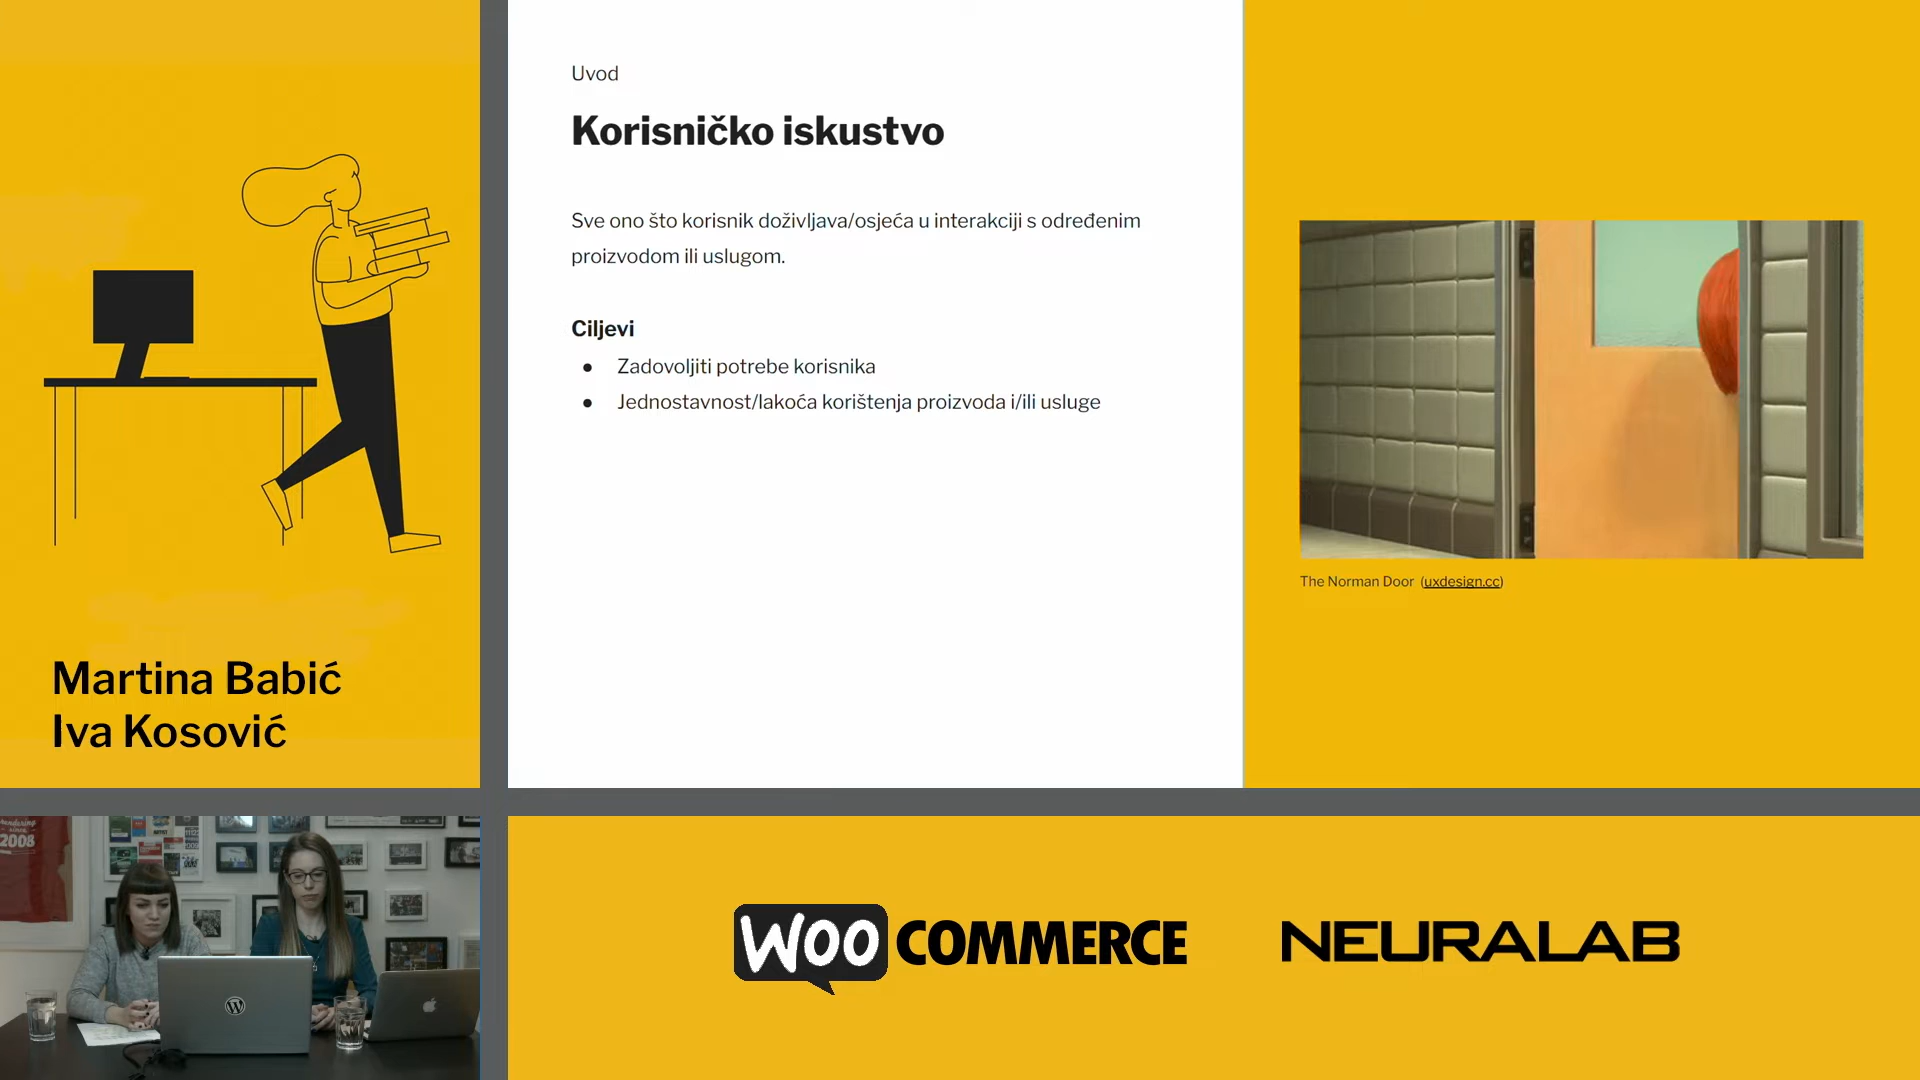 Uvod
Korisničko iskustvo
Sve ono što korisnik doživljava/osjeća u interakciji s određenim
proizvodom ili uslugom.
Ciljevi
● Zadovoljiti potrebe korisnika
● Jednostavnost/lakoća korištenja proizvoda i/ili usluge
The Norman Door (uxdesign.cc)
Martina Babić
Iva Kosović
2008
WOO COMMERCE
NEURALAB